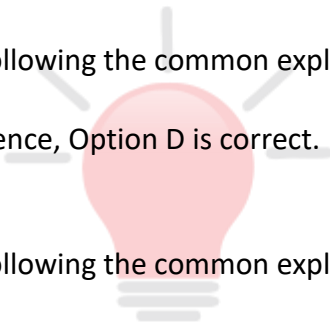 ollowing the common expl
ence, Option D is correct.
ollowing the common expl